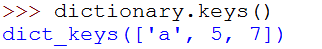 >>> dictionary.keys()
dict_keys(['a', 5, 7])